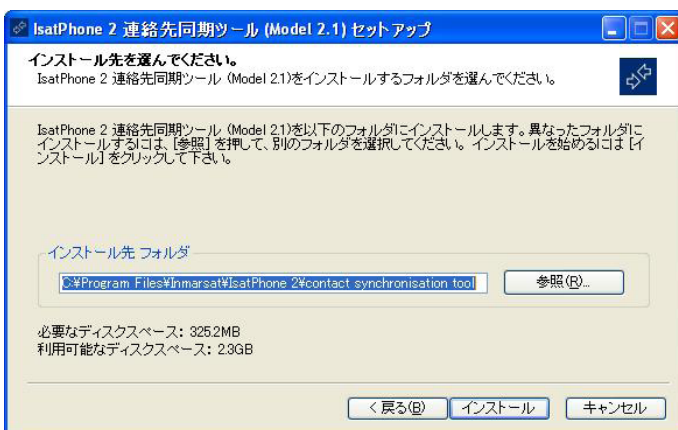 IsatPhone 2 連絡先同期ツール (Model 2.1) セットアップ
インストール先を選んでください。
IsatPhone 2 連絡先同期ツール (Model 2.1)をインストールするフォルダを選んでください。
IsatPhone 2 連絡先同期ツール (Model 2.1)を以下のフォルダにインストールします。異なったフォルダに
インストールするには、[参照] を押して、別のフォルダを選択してください。インストールを始めるには [イ
ンストール] をクリックして下さい。
インストール先 フォルダ
C:¥Program Files¥Inmarsat¥IsatPhone 2¥contact synchronisation tool
参照(R)...
必要なディスクスペース: 325.2MB
利用可能なディスクスペース: 2.3GB
< 戻る(B) インストール キャンセル